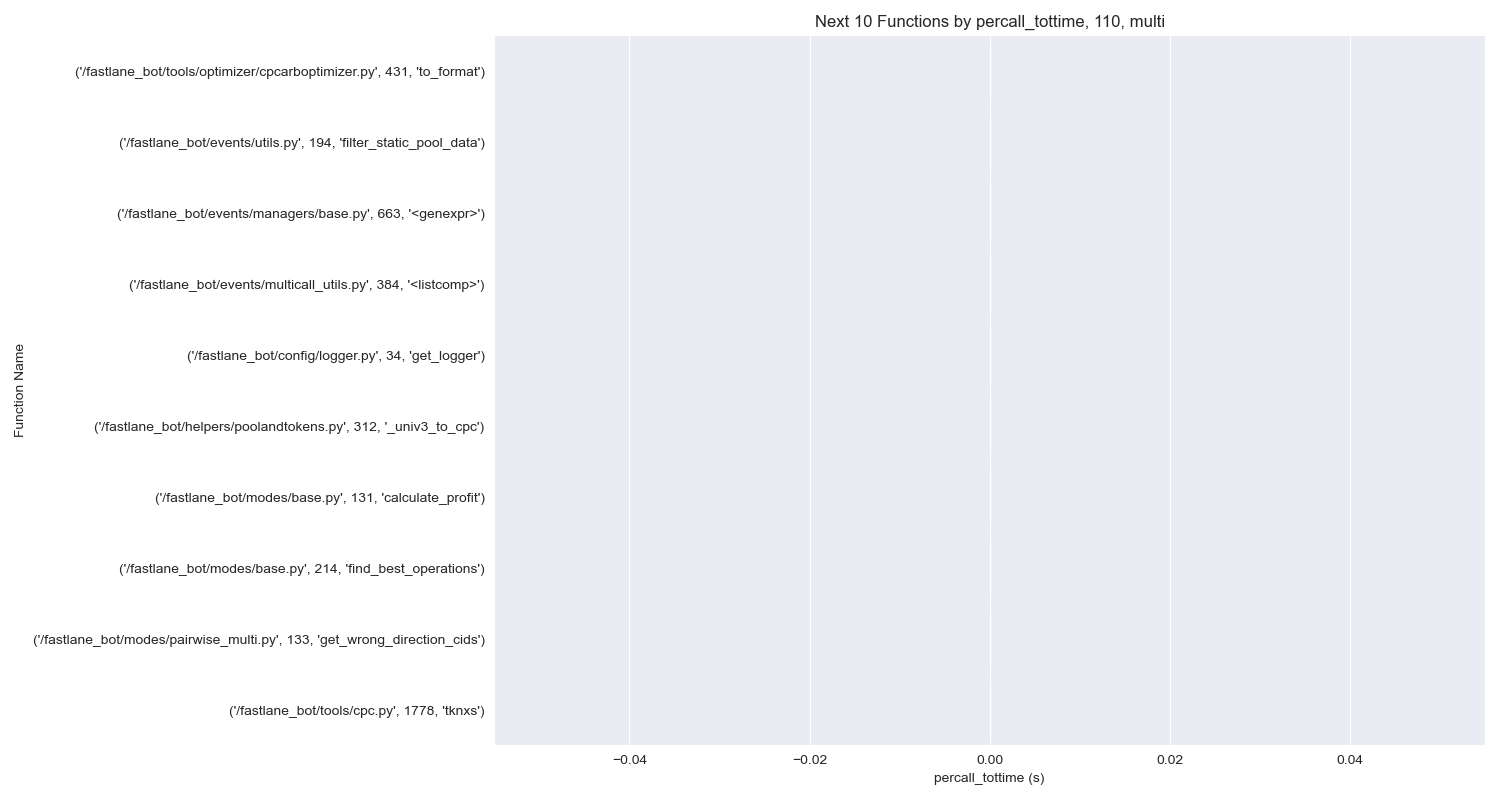 Next 10 Functions by percall_tottime, 110, multi
('/fastlane_bot/tools/optimizer/cpcarboptimizer.py', 431, 'to_format')
('/fastlane_bot/events/utils.py', 194, 'filter_static_pool_data')
('/fastlane_bot/events/managers/base.py', 663, '<genexpr>')
('/fastlane_bot/events/multicall_utils.py', 384, '<listcomp>')
('/fastlane_bot/config/logger.py', 34, 'get_logger')
('/fastlane_bot/helpers/poolandtokens.py', 312, '_univ3_to_cpc')
('/fastlane_bot/modes/base.py', 131, 'calculate_profit')
('/fastlane_bot/modes/base.py', 214, 'find_best_operations')
('/fastlane_bot/modes/pairwise_multi.py', 133, 'get_wrong_direction_cids')
('/fastlane_bot/tools/cpc.py', 1778, 'tknxs')
Function Name
−0.04 −0.02 0.00 0.02 0.04
percall_tottime (s)